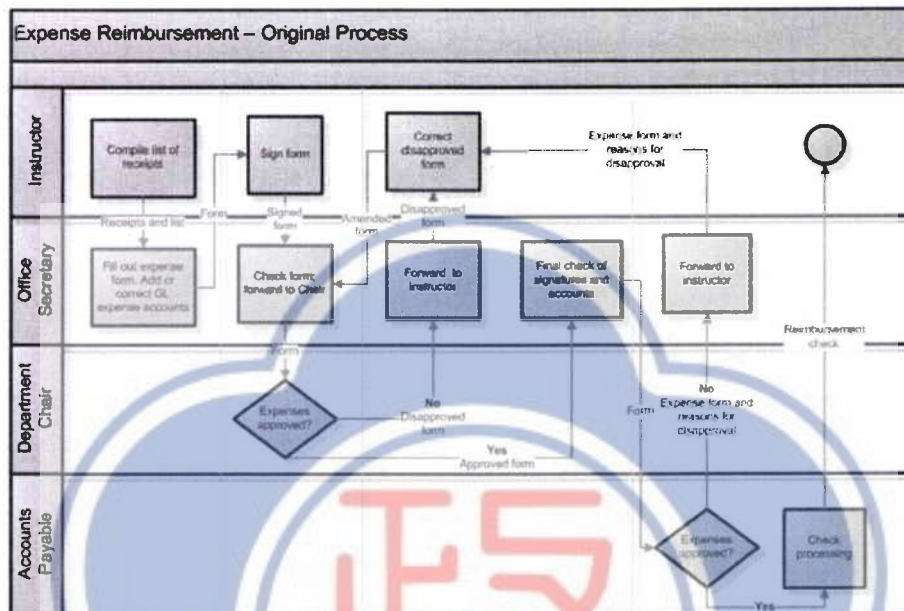 Expense Reimbursement – Original Process
Instructor
Compile list of
receipts
Sign form
Correct
disapproved
form
Expense form and
reasons for
disapproval
Receipts and list
Form
Signed
form
Amended
form
Disapproved
form
Office
Secretary
Fill out expense
form. Add or
correct GL
expense accounts
Check form;
forward to Chair
Forward to
instructor
Final check of
signatures and
accounts
Forward to
instructor
Reimbursement
check
Form
Department
Chair
Expenses
approved?
No
Disapproved
form
Yes
Approved form
Form
No
Expense form and
reasons for
disapproval
Accounts
Payable
Expenses
approved?
Check
processing
Yes